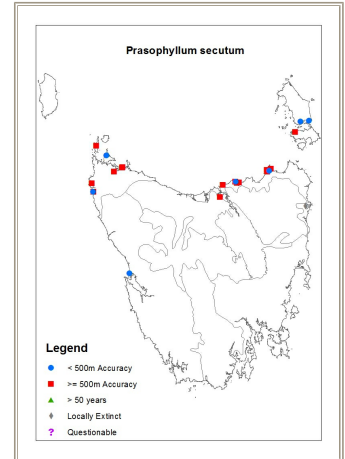 Prasophyllum secutum
Legend
< 500m Accuracy
>= 500m Accuracy
> 50 years
Locally Extinct
? Questionable